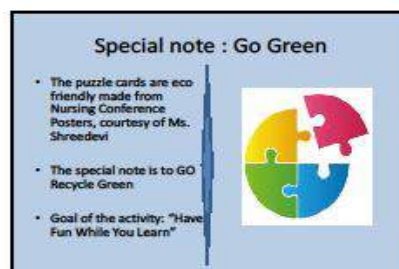 Special note : Go Green
• The puzzle cards are eco
friendly made from
Nursing Conference
Posters, courtesy of Ms.
Shreedevi
• The special note is to GO
Recycle Green
• Goal of the activity: “Have
Fun While You Learn”